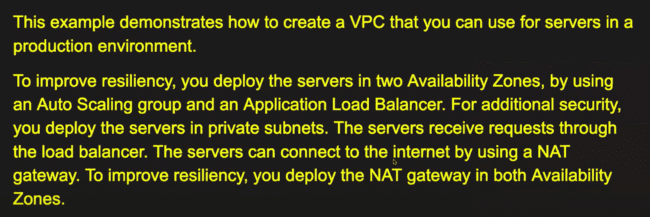 This example demonstrates how to create a VPC that you can use for servers in a
production environment.
To improve resiliency, you deploy the servers in two Availability Zones, by using
an Auto Scaling group and an Application Load Balancer. For additional security,
you deploy the servers in private subnets. The servers receive requests through
the load balancer. The servers can connect to the internet by using a NAT
gateway. To improve resiliency, you deploy the NAT gateway in both Availability
Zones.